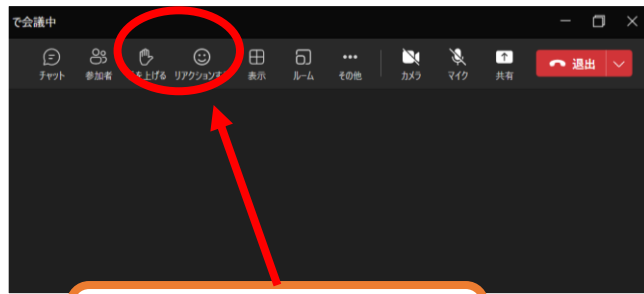 で会議中
チャット 参加者 を上げる リアクションす 表示 ルーム その他 カメラ マイク 共有 退出